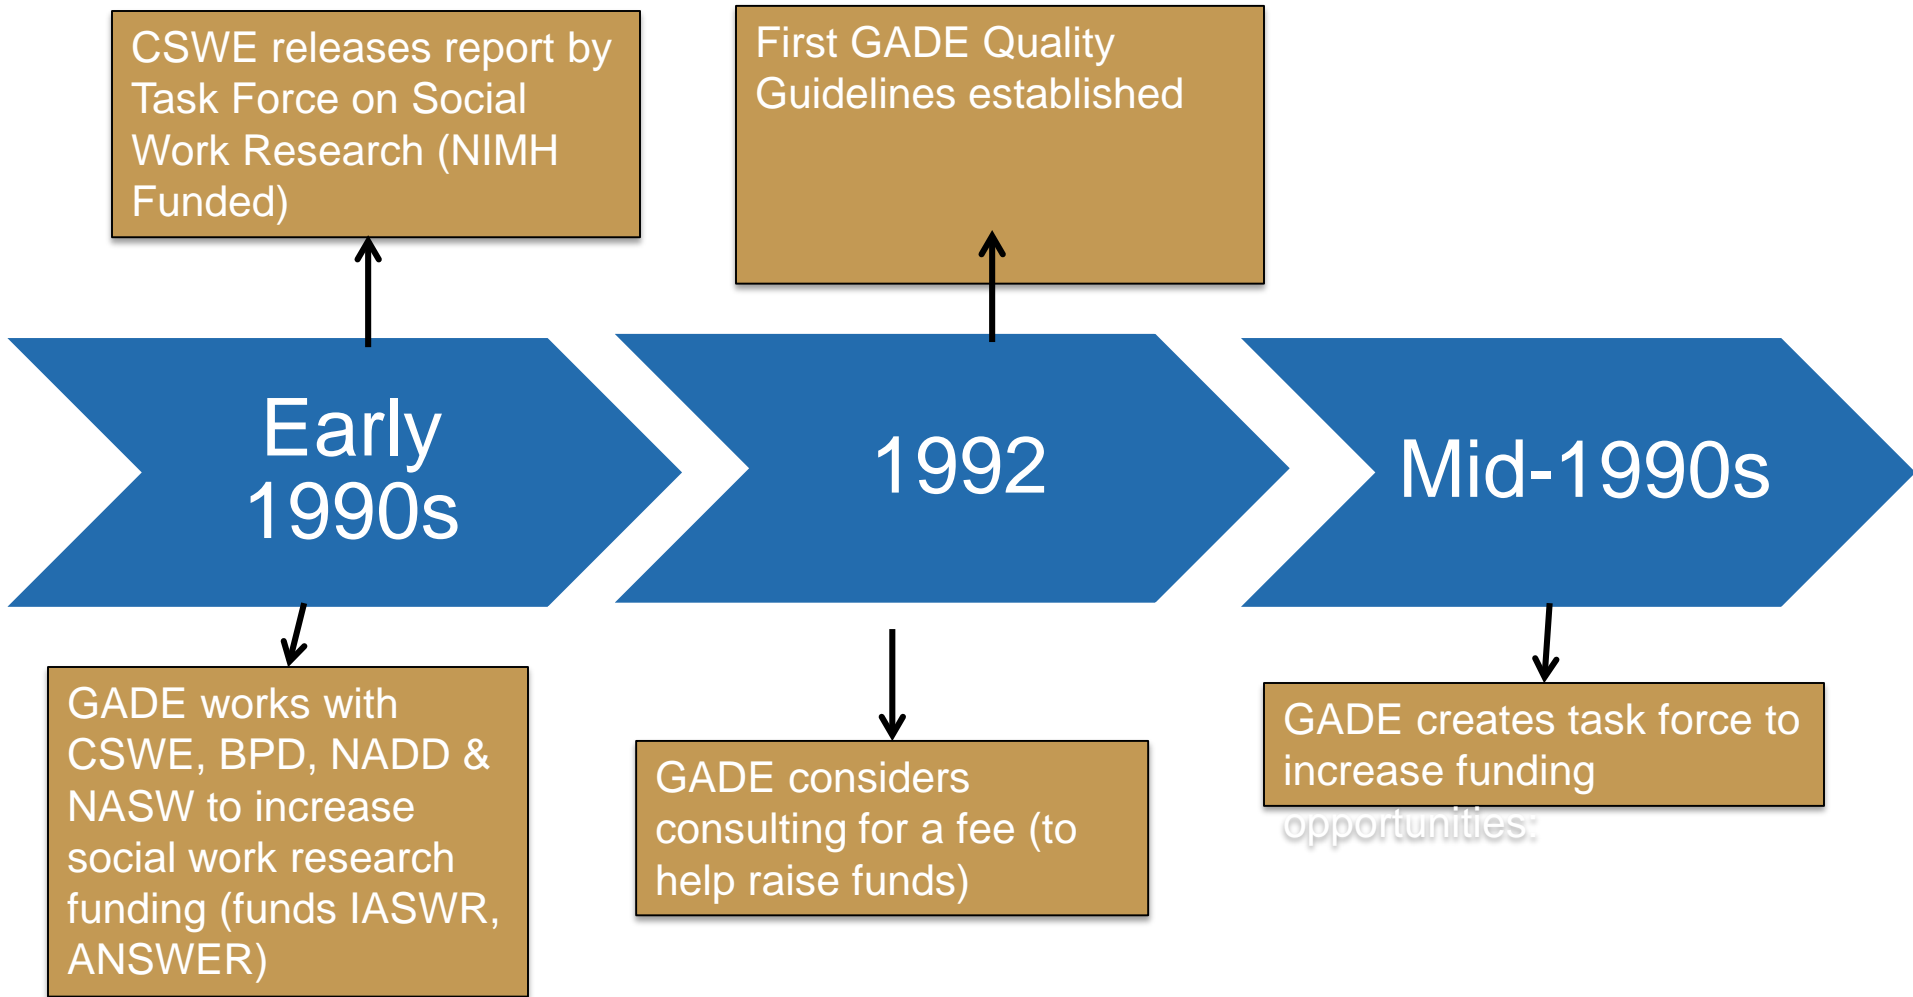 CSWE releases report by
Task Force on Social
Work Research (NIMH
Funded)
First GADE Quality
Guidelines established
Early
1990s
1992
Mid-1990s
GADE works with
CSWE, BPD, NADD &
NASW to increase
social work research
funding (funds IASWR,
ANSWER)
GADE considers
consulting for a fee (to
help raise funds)
GADE creates task force to
increase funding
opportunities: